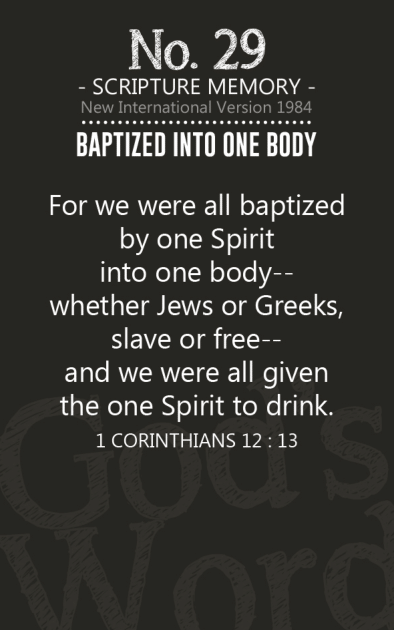 No. 29
- SCRIPTURE MEMORY -
New International Version 1984
BAPTIZED INTO ONE BODY
For we were all baptized
by one Spirit
into one body--
whether Jews or Greeks,
slave or free--
and we were all given
the one Spirit to drink.
1 CORINTHIANS 12 : 13
God's
Word